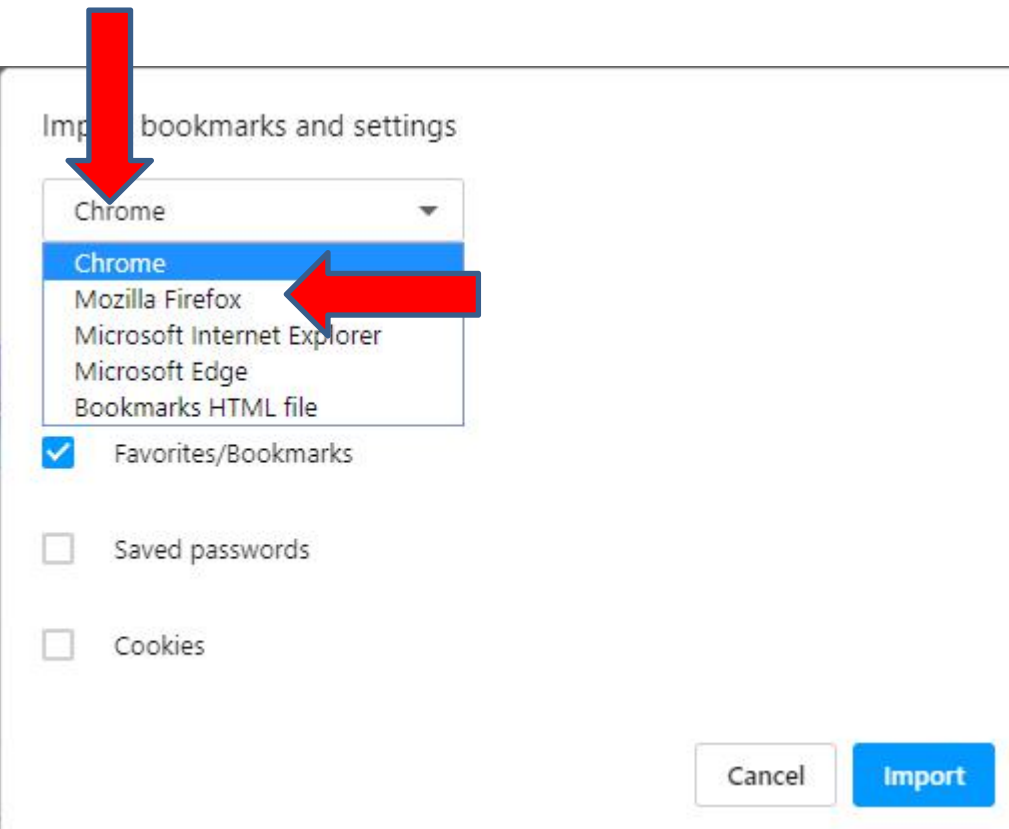 Imp bookmarks and settings
Chrome
Chrome
Mozilla Firefox
Microsoft Internet Explorer
Microsoft Edge
Bookmarks HTML file
Favorites/Bookmarks
Saved passwords
Cookies
Cancel
Import